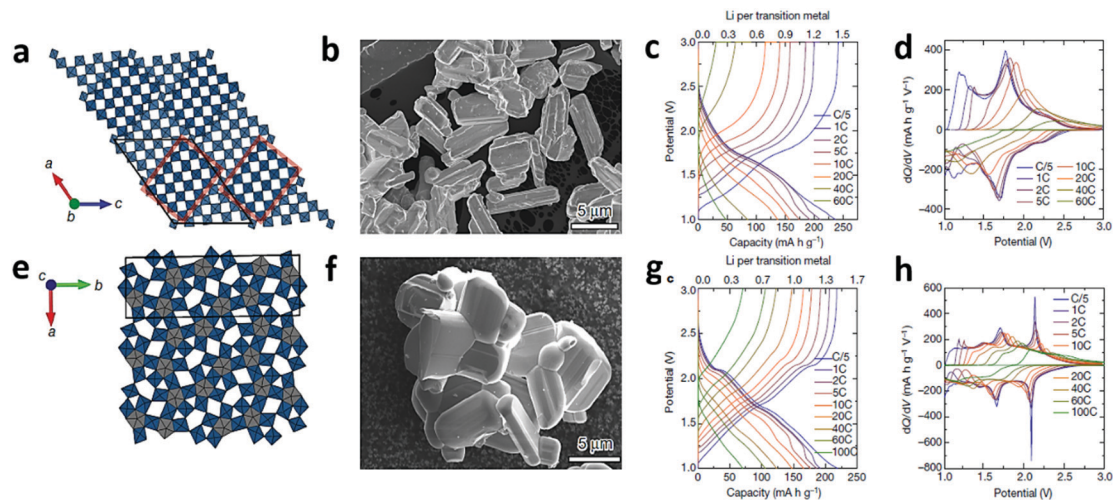 a
a
b
c
b
5 μm
c
Li per transition metal
0.0 0.3 0.6 0.9 1.2 1.5
Potential (V)
3.0
2.5
2.0
1.5
1.0
C/5
1C
2C
5C
10C
20C
40C
60C
0 50 100 150 200 250
Capacity (mA h g⁻¹)
d
dQ/dV (mA h g⁻¹ V⁻¹)
400
200
0
−200
−400
C/5
1C
2C
5C
10C
20C
40C
60C
1.0 1.5 2.0 2.5 3.0
Potential (V)
e
c
b
a
f
5 μm
g
c
Li per transition metal
0.0 0.3 0.7 1.0 1.3 1.7
Potential (V)
3.0
2.5
2.0
1.5
1.0
C/5
1C
2C
5C
10C
20C
40C
60C
100C
0 50 100 150 200 250
Capacity (mA h g⁻¹)
h
dQ/dV (mA h g⁻¹ V⁻¹)
600
400
200
0
−200
−400
−600
−800
C/5
1C
2C
5C
10C
20C
40C
60C
100C
1.0 1.5 2.0 2.5 3.0
Potential (V)